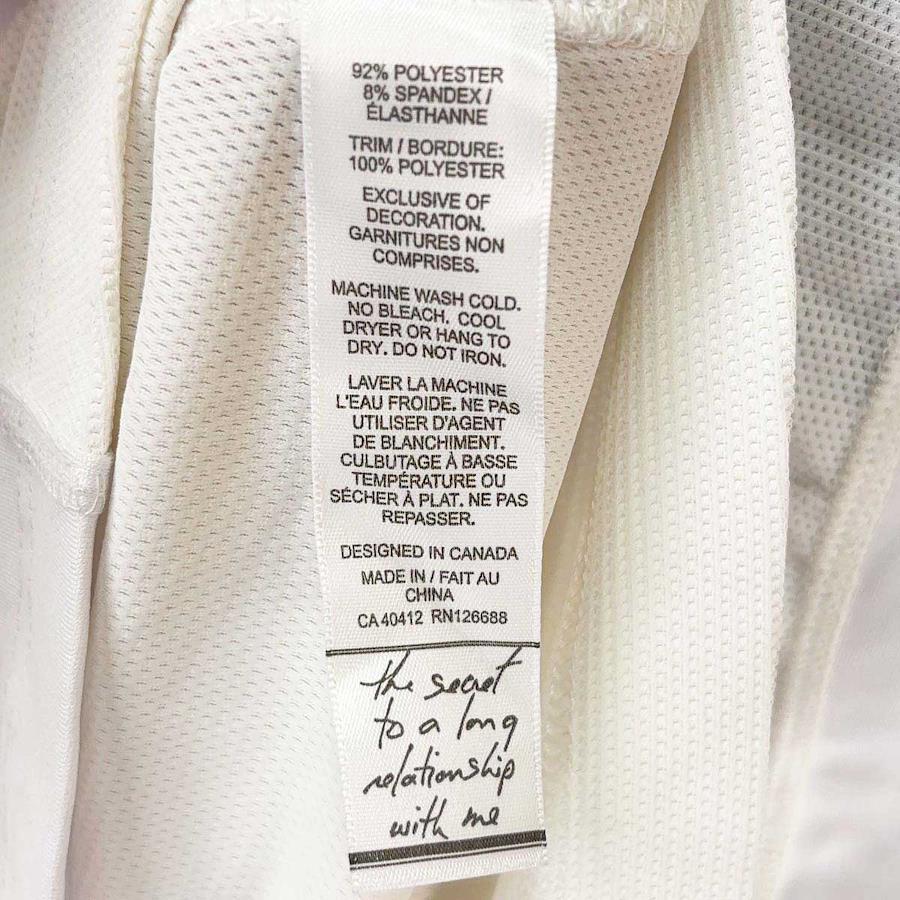 92% POLYESTER
8% SPANDEX /
ÉLASTHANNE
TRIM / BORDURE:
100% POLYESTER
EXCLUSIVE OF
DECORATION.
GARNITURES NON
COMPRISES.
MACHINE WASH COLD.
NO BLEACH. COOL
DRYER OR HANG TO
DRY. DO NOT IRON.
LAVER LA MACHINE
L'EAU FROIDE. NE PAS
UTILISER D'AGENT
DE BLANCHIMENT.
CULBUTAGE À BASSE
TEMPÉRATURE OU
SÉCHER À PLAT. NE PAS
REPASSER.
DESIGNED IN CANADA
MADE IN / FAIT AU
CHINA
CA 40412 RN126688
the secret
to a long
relationship
with me